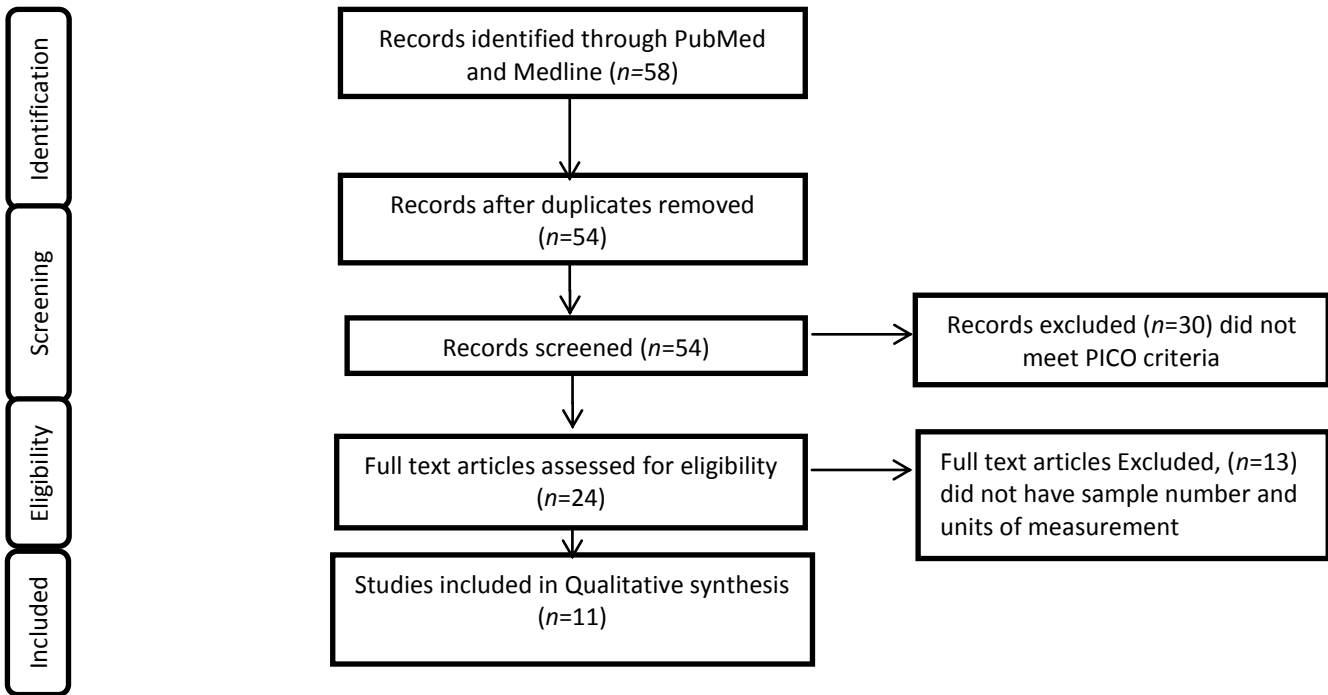 Identification
Records identified through PubMed
and Medline (n=58)
Records after duplicates removed
(n=54)
Screening
Records screened (n=54)
Records excluded (n=30) did not
meet PICO criteria
Eligibility
Full text articles assessed for eligibility
(n=24)
Full text articles Excluded, (n=13)
did not have sample number and
units of measurement
Included
Studies included in Qualitative synthesis
(n=11)